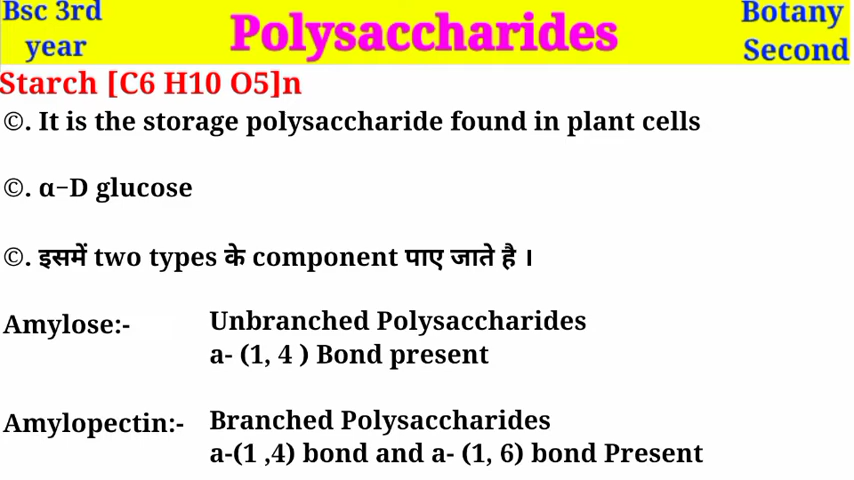 Bsc 3rd
year
Polysaccharides
Botany
Second
Starch [C6 H10 O5]n
©. It is the storage polysaccharide found in plant cells
©. α−D glucose
©. इसमें two types के component पाए जाते है ।
Amylose:- Unbranched Polysaccharides
a- (1, 4 ) Bond present
Amylopectin:- Branched Polysaccharides
a-(1 ,4) bond and a- (1, 6) bond Present